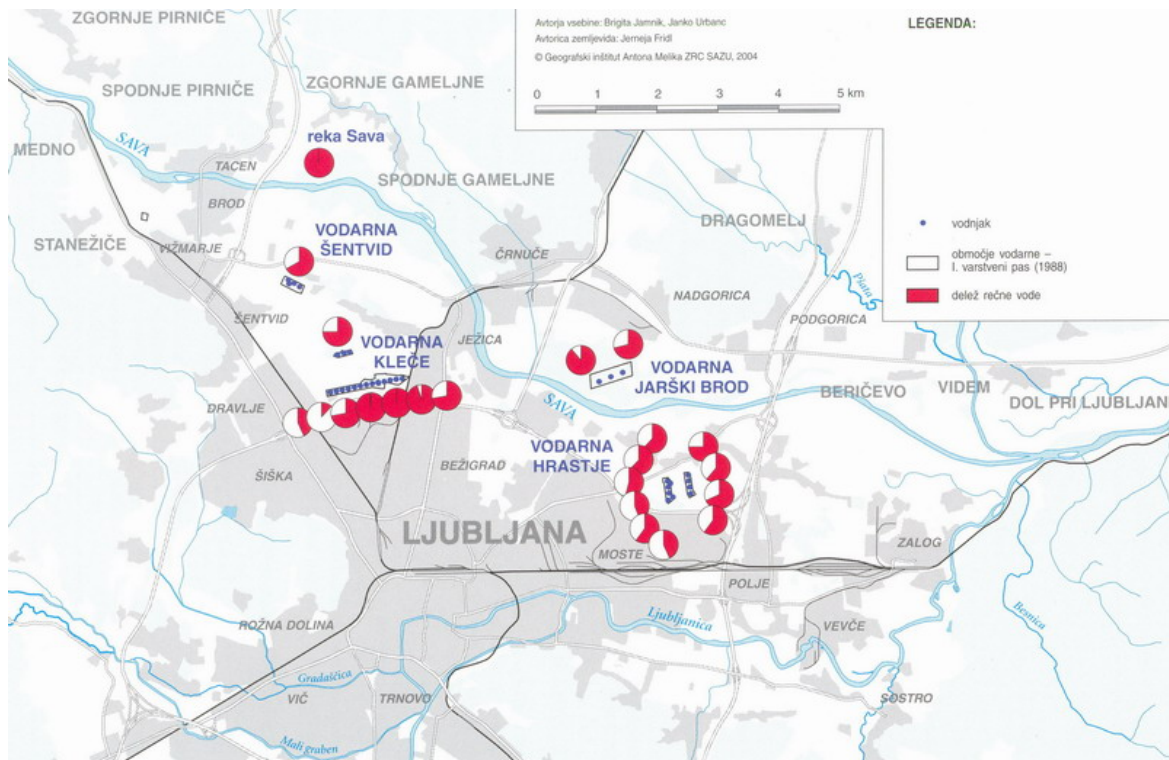 ZGORNJE PIRNIČE
Avtorja vsebine: Brigita Jamnik, Janko Urbanc
Avtorica zemljevida: Jerneja Fridl
© Geografski inštitut Antona Melika ZRC SAZU, 2004
LEGENDA:
0 1 2 3 4 5 km
SPODNJE PIRNIČE
ZGORNJE GAMELJNE
SAVA
MEDNO
reka Sava
TACEN
SPODNJE GAMELJNE
BROD
DRAGOMELJ
STANEŽIČE
VIŽMARJE
VODARNA
ŠENTVID
ČRNUČE
vodnjak
območje vodarne –
I. varstveni pas (1988)
delež rečne vode
Pšata
NADGORICA
PODGORICA
ŠENTVID
JEŽICA
VODARNA
KLEČE
VODARNA
JARŠKI BROD
BERIČEVO
VIDEM
DOL PRI LJUBLJANI
DRAVLJE
SAVA
VODARNA
HRASTJE
BEŽIGRAD
ŠIŠKA
LJUBLJANA
MOSTE
ZALOG
POLJE
ROŽNA DOLINA
Ljubljanica
VEVČE
Besnica
Gradaščica
VIČ
TRNOVO
SOSTRO
Mali graben